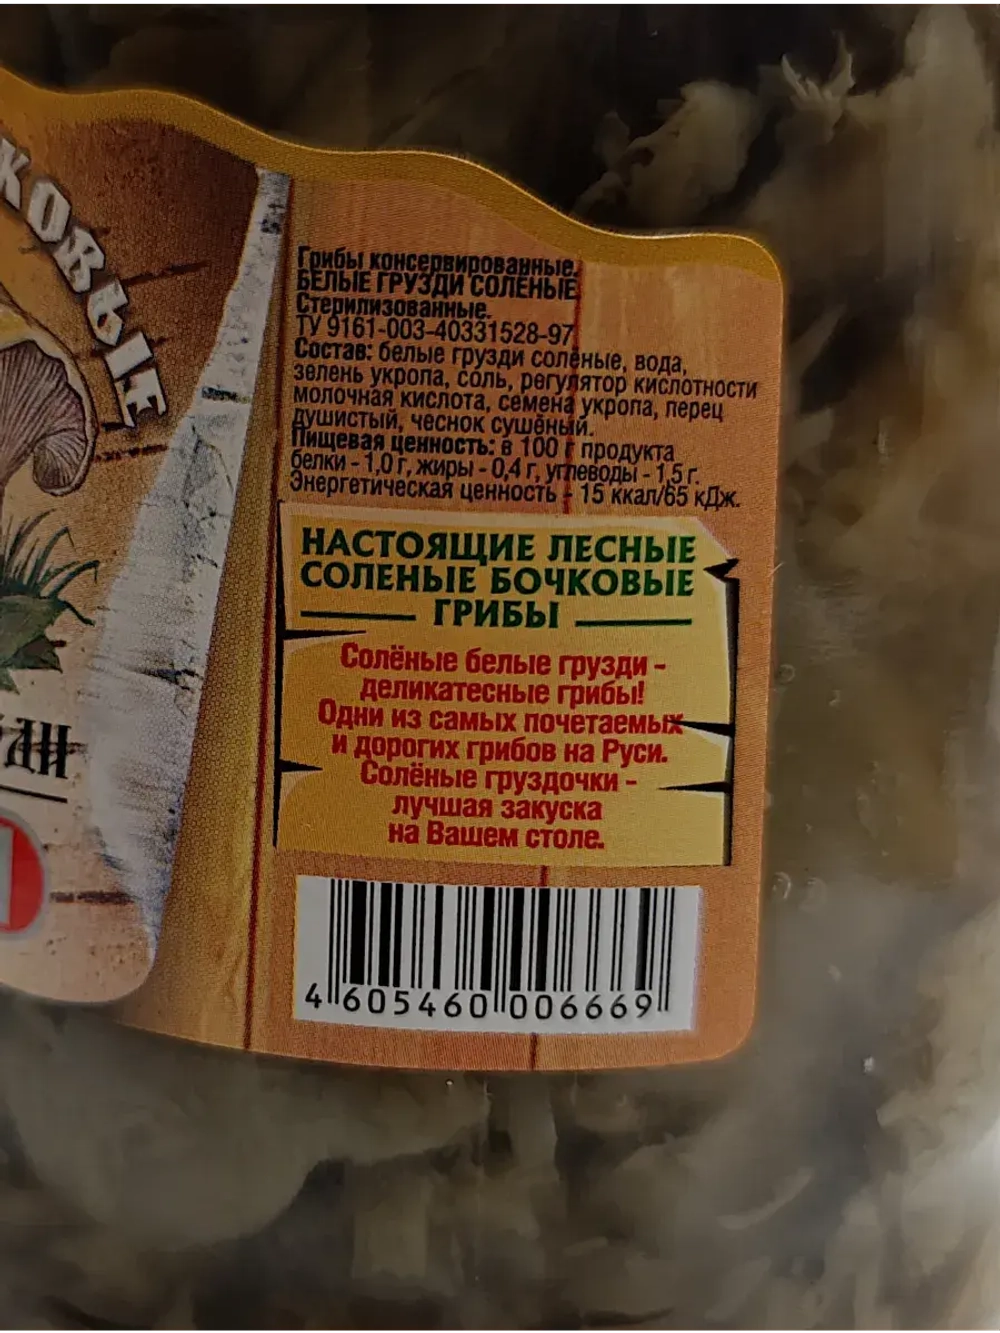 КОВЫЕ
Грибы консервированные.
БЕЛЫЕ ГРУЗДИ СОЛЕНЫЕ
Стерилизованные.
ТУ 9161-003-40331528-97
Состав: белые грузди солёные, вода,
зелень укропа, соль, регулятор кислотности
молочная кислота, семена укропа, перец
душистый, чеснок сушёный.
Пищевая ценность: в 100 г продукта
белки - 1,0 г, жиры - 0,4 г, углеводы - 1,5 г.
Энергетическая ценность - 15 ккал/65 кДж.
НАСТОЯЩИЕ ЛЕСНЫЕ
СОЛЕНЫЕ БОЧКОВЫЕ
ГРИБЫ
Солёные белые грузди -
деликатесные грибы!
Одни из самых почетаемых
и дорогих грибов на Руси.
Солёные груздочки -
лучшая закуска
на Вашем столе.
4 605460 006669